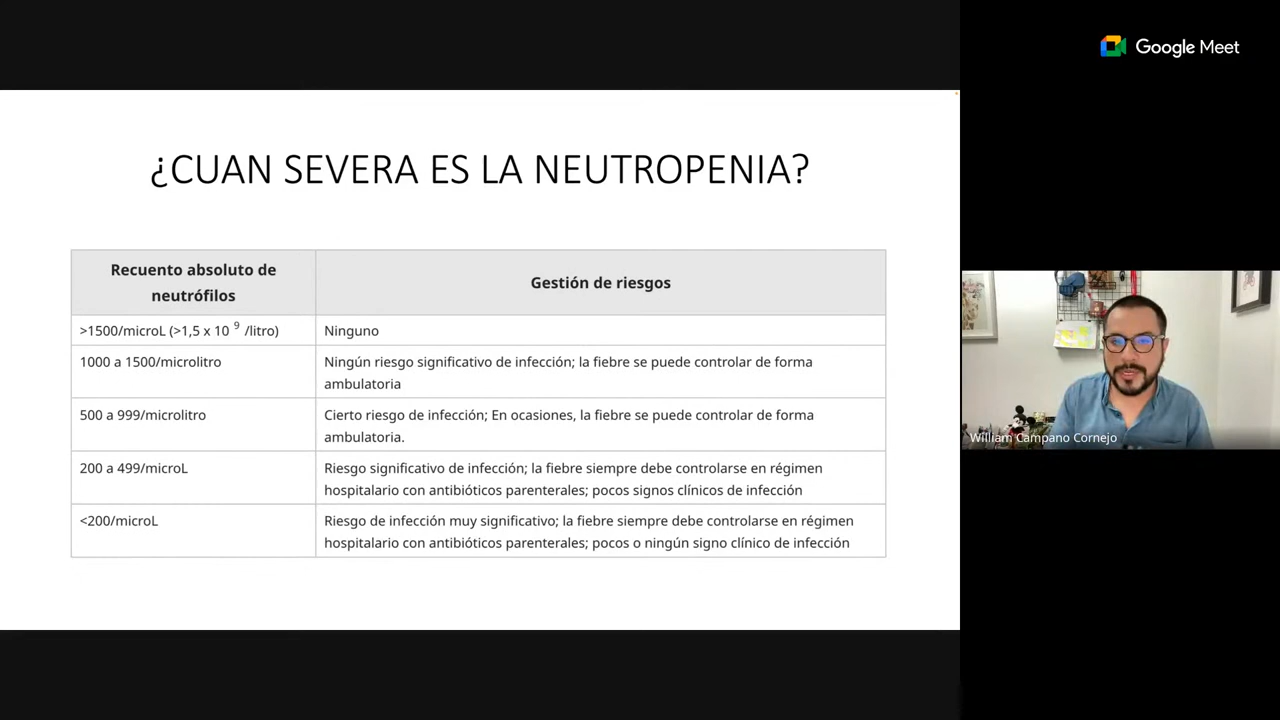 Google Meet
¿CUAN SEVERA ES LA NEUTROPENIA?
Recuento absoluto de
neutrófilos
Gestión de riesgos
>1500/microL (>1,5 x 10 9 /litro)
Ninguno
1000 a 1500/microlitro
Ningún riesgo significativo de infección; la fiebre se puede controlar de forma
ambulatoria
500 a 999/microlitro
Cierto riesgo de infección; En ocasiones, la fiebre se puede controlar de forma
ambulatoria.
200 a 499/microL
Riesgo significativo de infección; la fiebre siempre debe controlarse en régimen
hospitalario con antibióticos parenterales; pocos signos clínicos de infección
<200/microL
Riesgo de infección muy significativo; la fiebre siempre debe controlarse en régimen
hospitalario con antibióticos parenterales; pocos o ningún signo clínico de infección
William Campano Cornejo